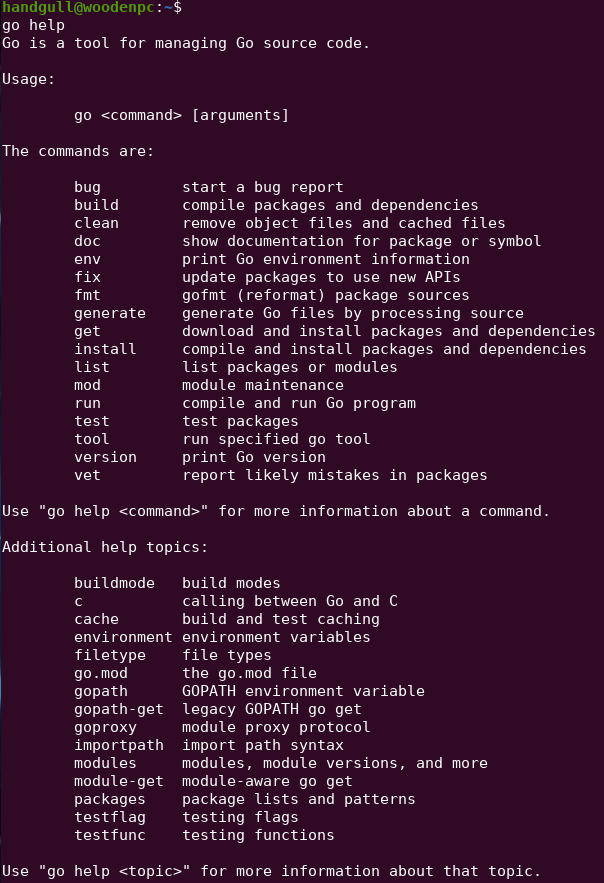 handgull@woodenpc:~$
go help
Go is a tool for managing Go source code.

Usage:

        go <command> [arguments]

The commands are:

        bug         start a bug report
        build       compile packages and dependencies
        clean       remove object files and cached files
        doc         show documentation for package or symbol
        env         print Go environment information
        fix         update packages to use new APIs
        fmt         gofmt (reformat) package sources
        generate    generate Go files by processing source
        get         download and install packages and dependencies
        install     compile and install packages and dependencies
        list        list packages or modules
        mod         module maintenance
        run         compile and run Go program
        test        test packages
        tool        run specified go tool
        version     print Go version
        vet         report likely mistakes in packages

Use "go help <command>" for more information about a command.

Additional help topics:

        buildmode   build modes
        c           calling between Go and C
        cache       build and test caching
        environment environment variables
        filetype    file types
        go.mod      the go.mod file
        gopath      GOPATH environment variable
        gopath-get  legacy GOPATH go get
        goproxy     module proxy protocol
        importpath  import path syntax
        modules     modules, module versions, and more
        module-get  module-aware go get
        packages    package lists and patterns
        testflag    testing flags
        testfunc    testing functions

Use "go help <topic>" for more information about that topic.